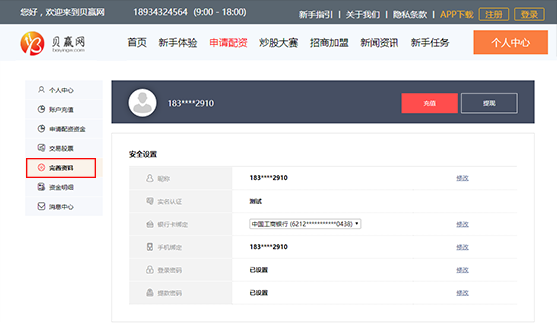 您好，欢迎来到贝赢网 18934324564 (9:00 - 18:00) 新手指引 | 关于我们 | 隐私条款 | APP下载 注册 登录
贝赢网 首页 新手体验 申请配资 炒股大赛 招商加盟 新闻资讯 新手任务 个人中心
baiyingw.com
个人中心
账户充值
申请配资资金
交易股票
完善资料
资金明细
消息中心
183****2910 充值 提现
安全设置
昵称 183****2910 修改
实名认证 测试
银行卡绑定 中国工商银行 (6212***********0438) 修改
手机绑定 183****2910 修改
登录密码 已设置 修改
提款密码 已设置 修改